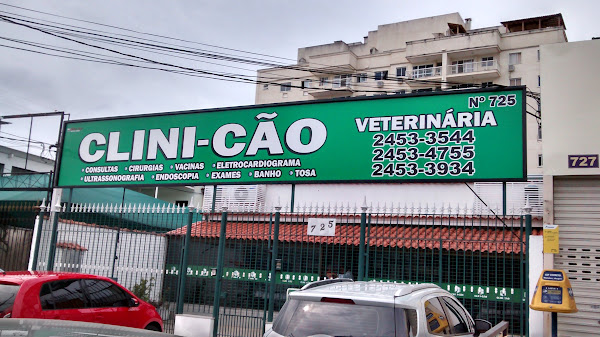 Nº 725
CLINI-CÃO
VETERINÁRIA
2453-3544
2453-4755
2453-3934
• CONSULTAS • CIRURGIAS • VACINAS • ELETROCARDIOGRAMA
• ULTRASSONOGRAFIA • ENDOSCOPIA • EXAMES • BANHO • TOSA
725
727